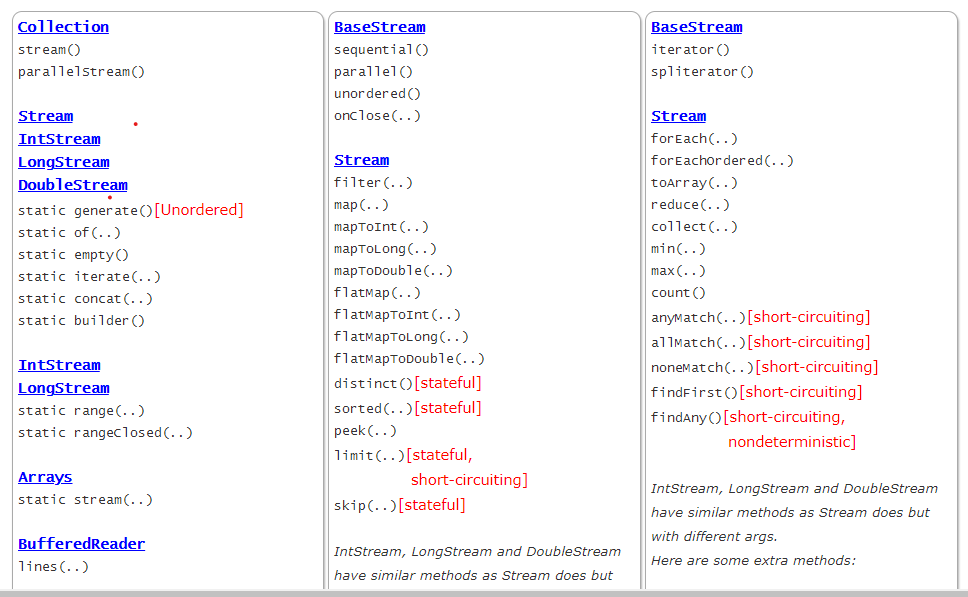 Collection
stream()
parallelStream()
Stream
IntStream
LongStream
DoubleStream
static generate()[Unordered]
static of(..)
static empty()
static iterate(..)
static concat(..)
static builder()
IntStream
LongStream
static range(..)
static rangeClosed(..)
Arrays
static stream(..)
BufferedReader
lines(..)
BaseStream
sequential()
parallel()
unordered()
onClose(..)
Stream
filter(..)
map(..)
mapToInt(..)
mapToLong(..)
mapToDouble(..)
flatMap(..)
flatMapToInt(..)
flatMapToLong(..)
flatMapToDouble(..)
distinct()[stateful]
sorted(..)[stateful]
peek(..)
limit(..)[stateful,
short-circuiting]
skip(..)[stateful]
IntStream, LongStream and DoubleStream
have similar methods as Stream does but
BaseStream
iterator()
spliterator()
Stream
forEach(..)
forEachOrdered(..)
toArray(..)
reduce(..)
collect(..)
min(..)
max(..)
count()
anyMatch(..)[short-circuiting]
allMatch(..)[short-circuiting]
noneMatch(..)[short-circuiting]
findFirst()[short-circuiting]
findAny()[short-circuiting,
nondeterministic]
IntStream, LongStream and DoubleStream
have similar methods as Stream does but
with different args.
Here are some extra methods: